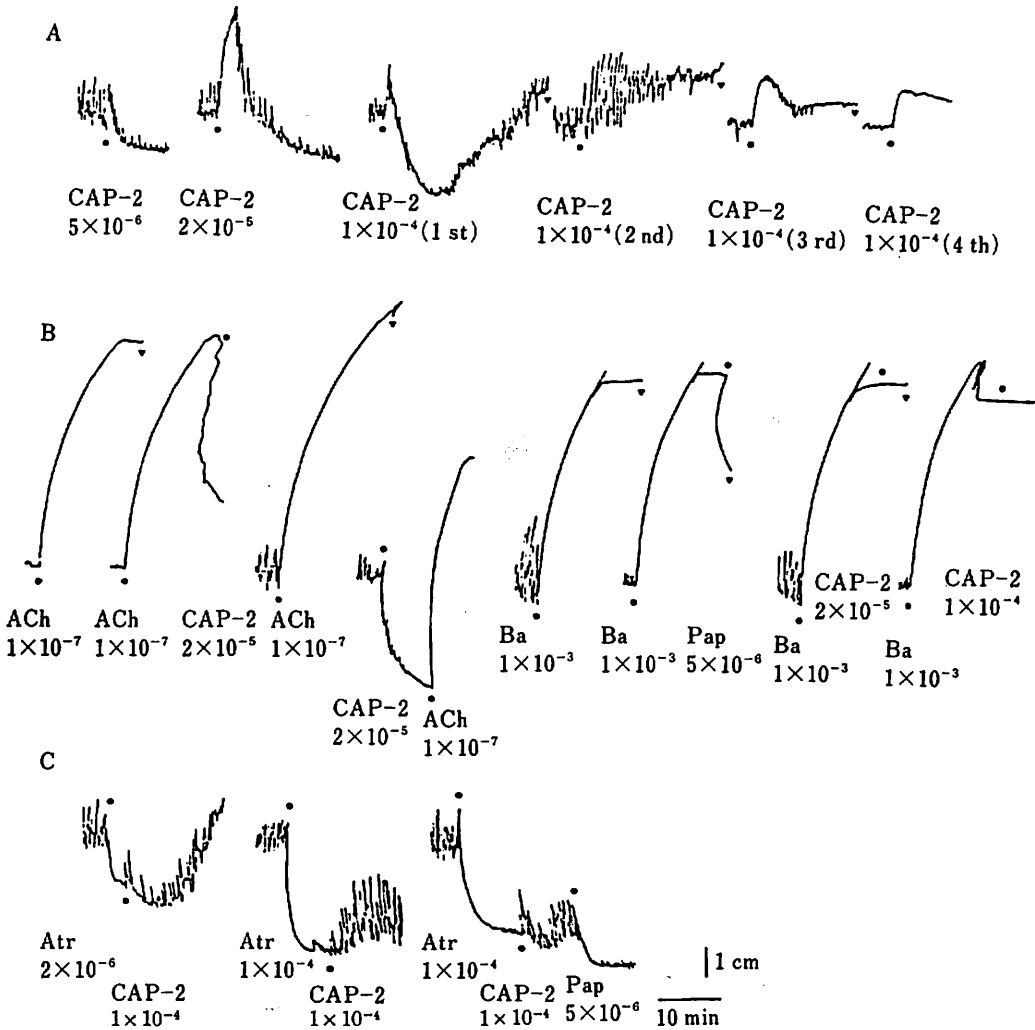 A
CAP-2
5×10⁻⁶
CAP-2
2×10⁻⁵
CAP-2
1×10⁻⁴(1 st)
CAP-2
1×10⁻⁴(2 nd)
CAP-2
1×10⁻⁴(3 rd)
CAP-2
1×10⁻⁴(4 th)
B
ACh
1×10⁻⁷
ACh
1×10⁻⁷
CAP-2
2×10⁻⁵
ACh
1×10⁻⁷
CAP-2
2×10⁻⁵
ACh
1×10⁻⁷
Ba
1×10⁻³
Ba
1×10⁻³
Pap
5×10⁻⁶
Ba
1×10⁻³
CAP-2
2×10⁻⁵
Ba
1×10⁻³
CAP-2
1×10⁻⁴
C
Atr
2×10⁻⁶
CAP-2
1×10⁻⁴
Atr
1×10⁻⁴
CAP-2
1×10⁻⁴
Atr
1×10⁻⁴
CAP-2
1×10⁻⁴
Pap
5×10⁻⁶
1 cm
10 min